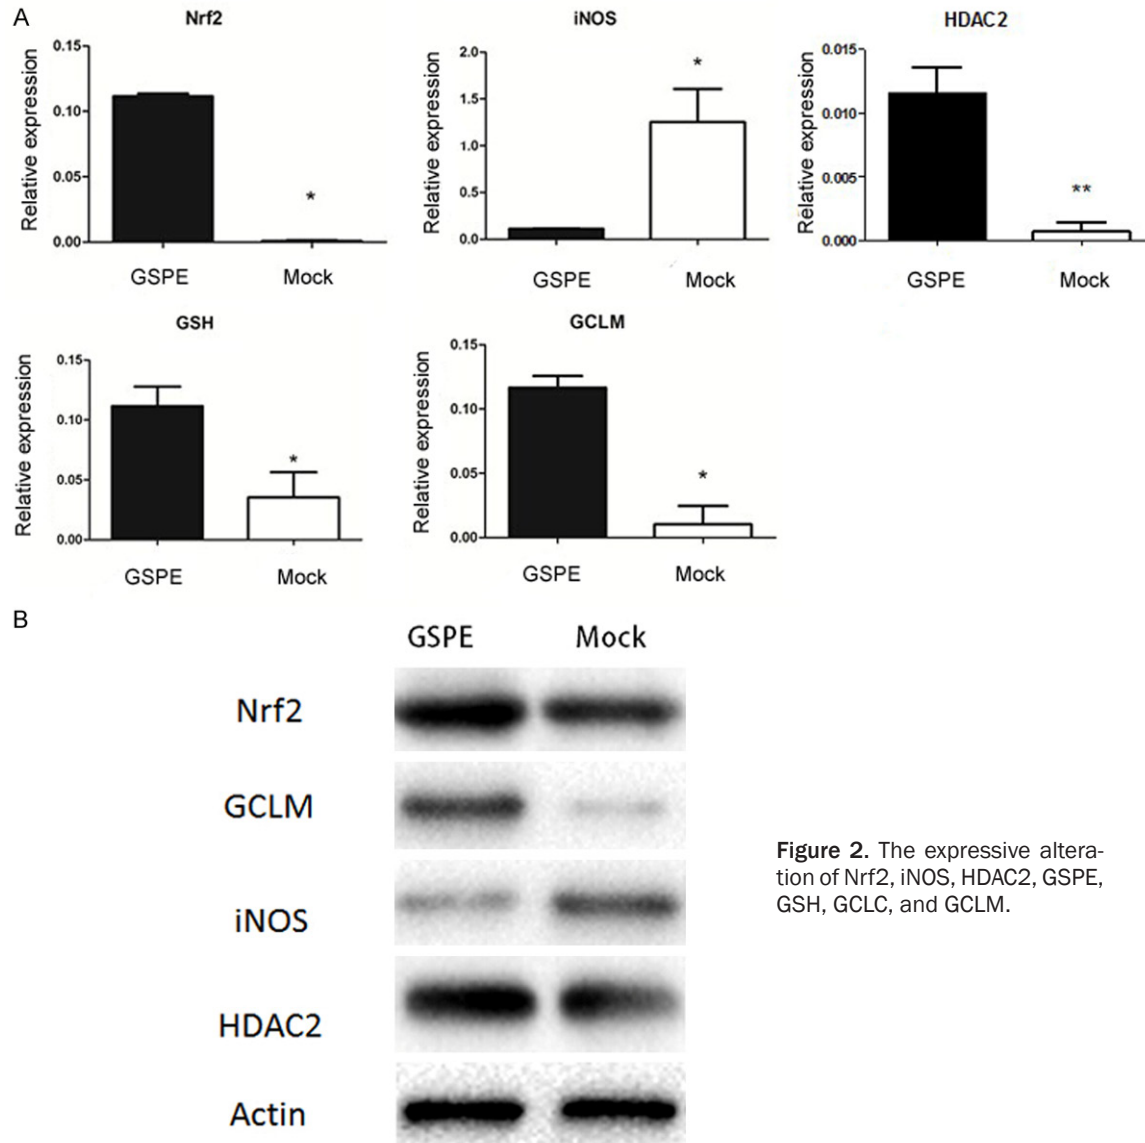 A
Nrf2
Relative expression
0.15
0.10
0.05
0.00
*
GSPE
Mock
iNOS
Relative expression
2.0
1.5
1.0
0.5
0.0
*
GSPE
Mock
HDAC2
Relative expression
0.015
0.010
0.005
0.000
**
GSPE
Mock
GSH
Relative expression
0.15
0.10
0.05
0.00
*
GSPE
Mock
GCLM
Relative expression
0.15
0.10
0.05
0.00
*
GSPE
Mock
B
GSPE Mock
Nrf2
GCLM
iNOS
HDAC2
Actin
Figure 2. The expressive altera-
tion of Nrf2, iNOS, HDAC2, GSPE,
GSH, GCLC, and GCLM.